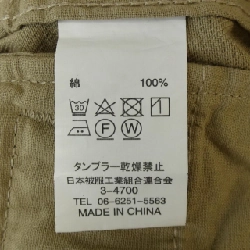 綿 100%
F W
タンブラー乾燥禁止
日本被服工業組合連合会
3-4700
TEL 06-6251-5563
MADE IN CHINA